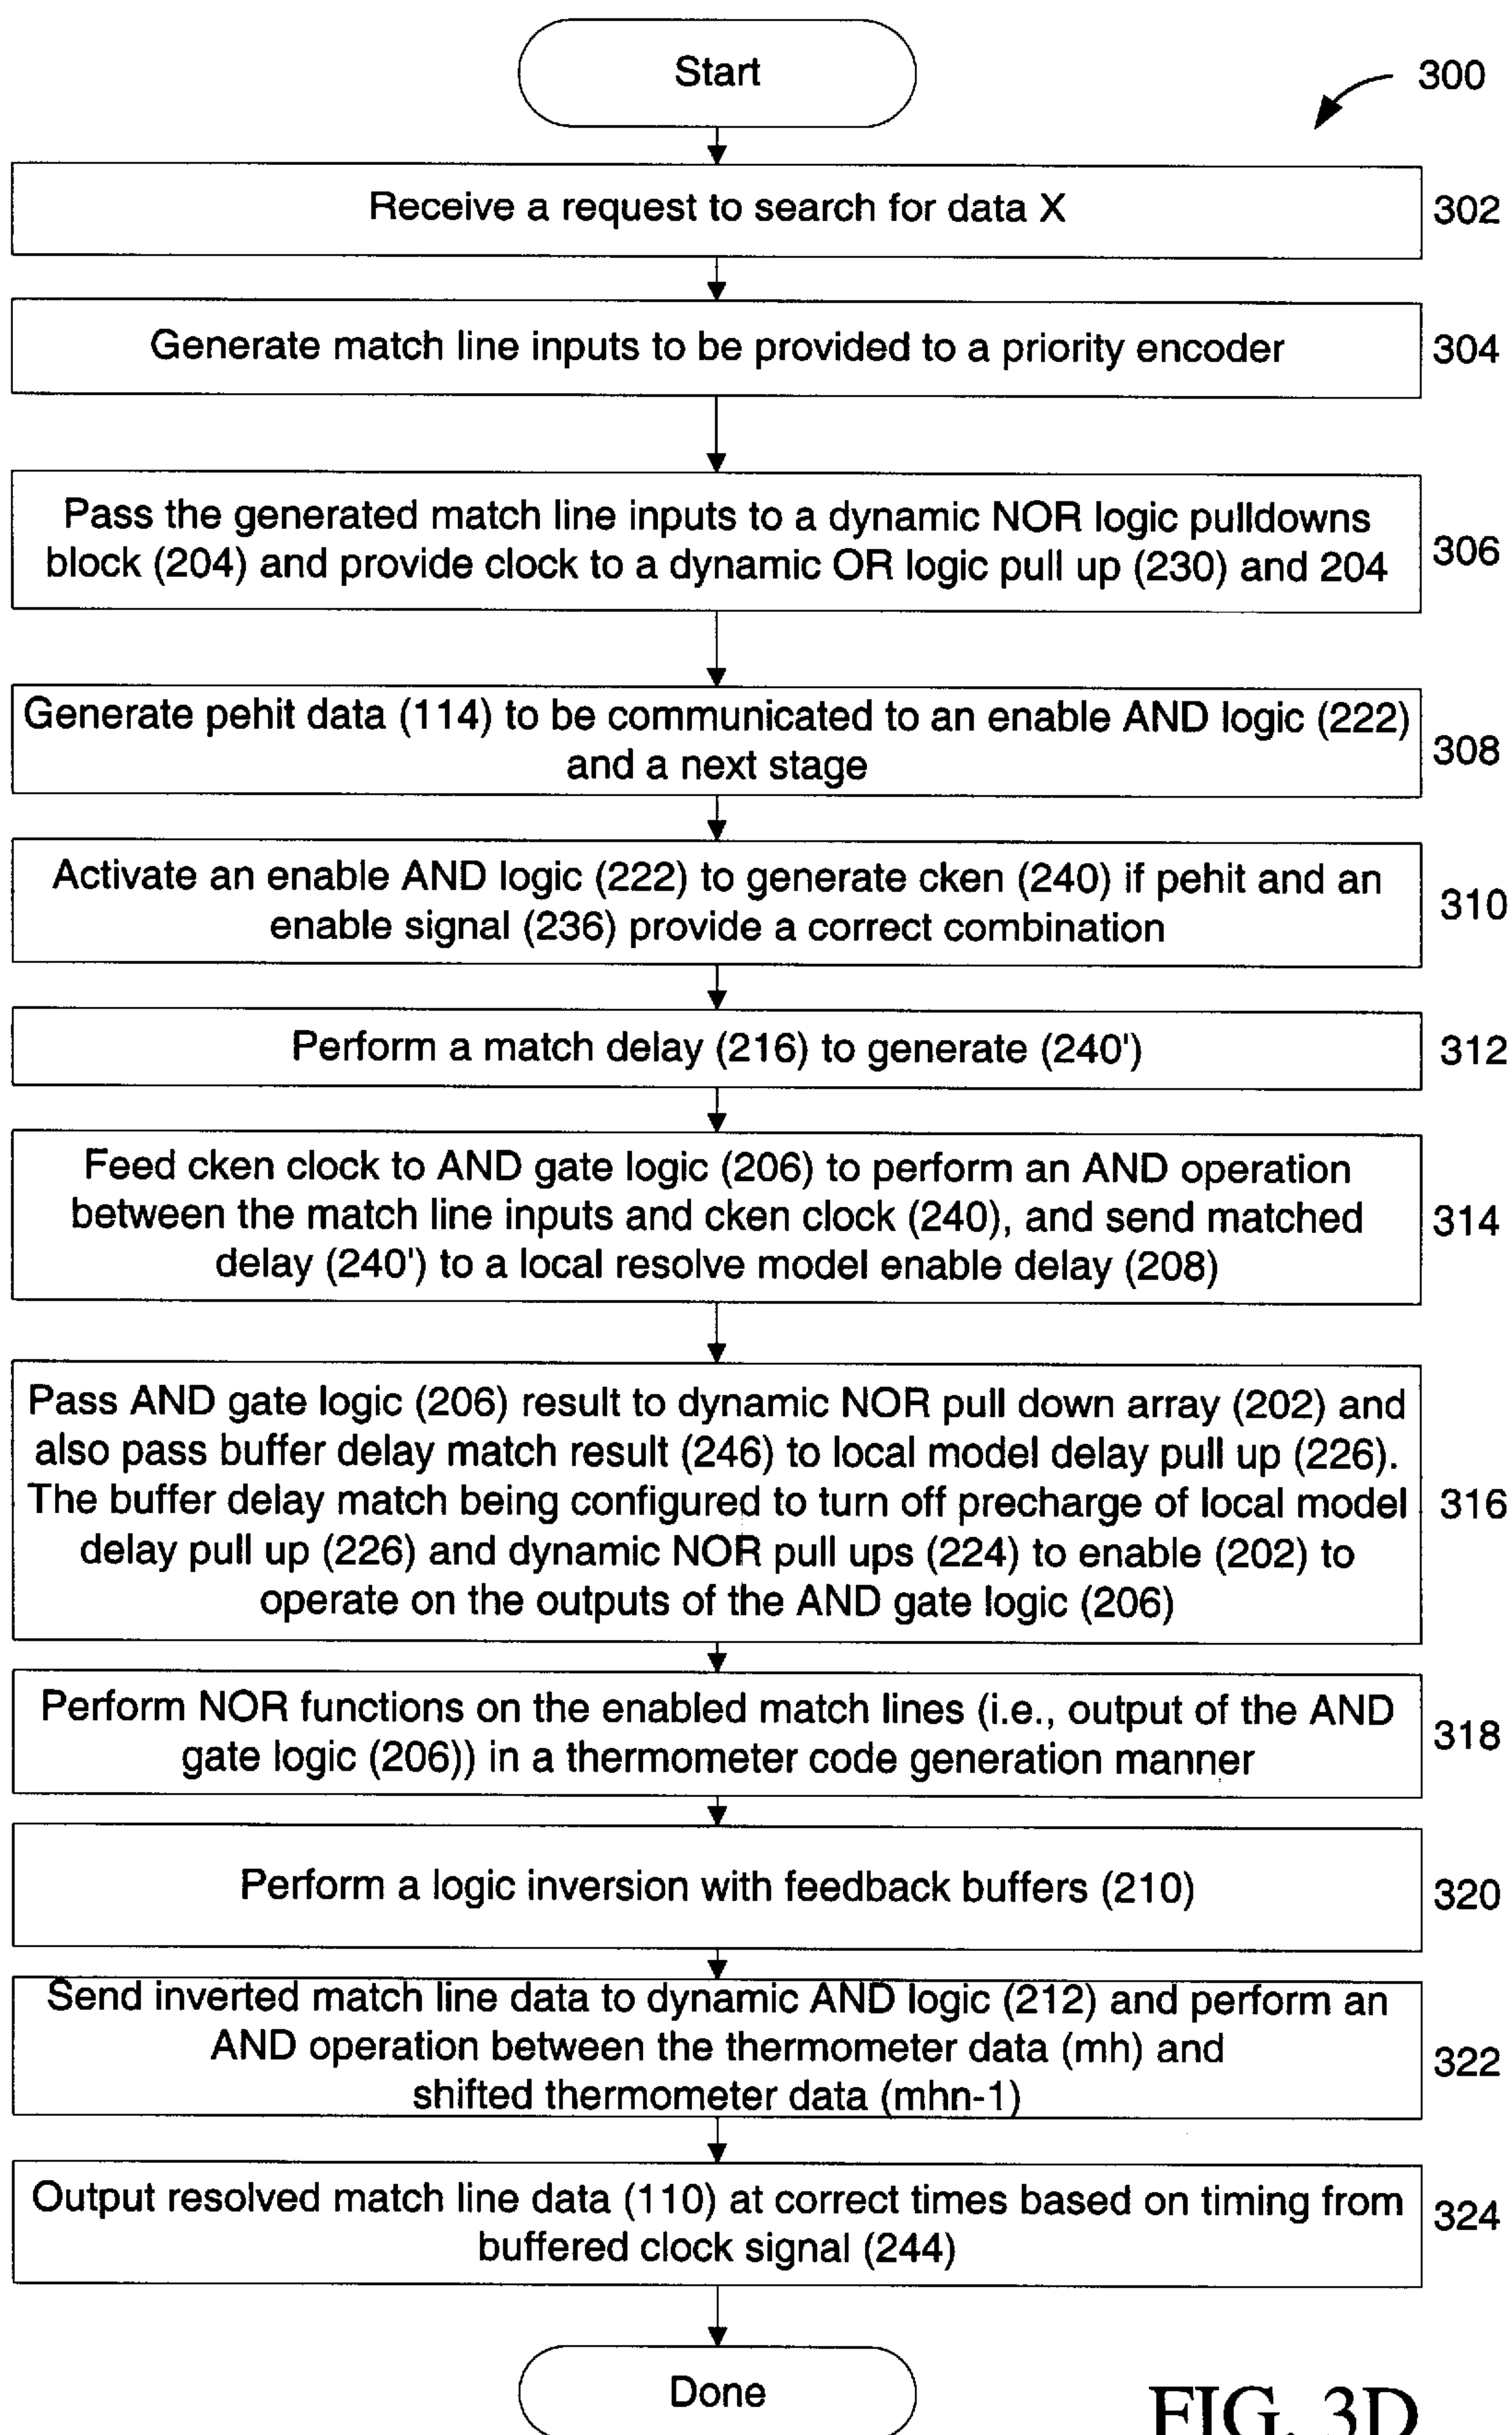 Start
300
Receive a request to search for data X
302
Generate match line inputs to be provided to a priority encoder
304
Pass the generated match line inputs to a dynamic NOR logic pulldowns
block (204) and provide clock to a dynamic OR logic pull up (230) and 204
306
Generate pehit data (114) to be communicated to an enable AND logic (222)
and a next stage
308
Activate an enable AND logic (222) to generate cken (240) if pehit and an
enable signal (236) provide a correct combination
310
Perform a match delay (216) to generate (240')
312
Feed cken clock to AND gate logic (206) to perform an AND operation
between the match line inputs and cken clock (240), and send matched
delay (240') to a local resolve model enable delay (208)
314
Pass AND gate logic (206) result to dynamic NOR pull down array (202) and
also pass buffer delay match result (246) to local model delay pull up (226).
The buffer delay match being configured to turn off precharge of local model
delay pull up (226) and dynamic NOR pull ups (224) to enable (202) to
operate on the outputs of the AND gate logic (206)
316
Perform NOR functions on the enabled match lines (i.e., output of the AND
gate logic (206)) in a thermometer code generation manner
318
Perform a logic inversion with feedback buffers (210)
320
Send inverted match line data to dynamic AND logic (212) and perform an
AND operation between the thermometer data (mh) and
shifted thermometer data (mhn-1)
322
Output resolved match line data (110) at correct times based on timing from
buffered clock signal (244)
324
Done
FIG. 3D